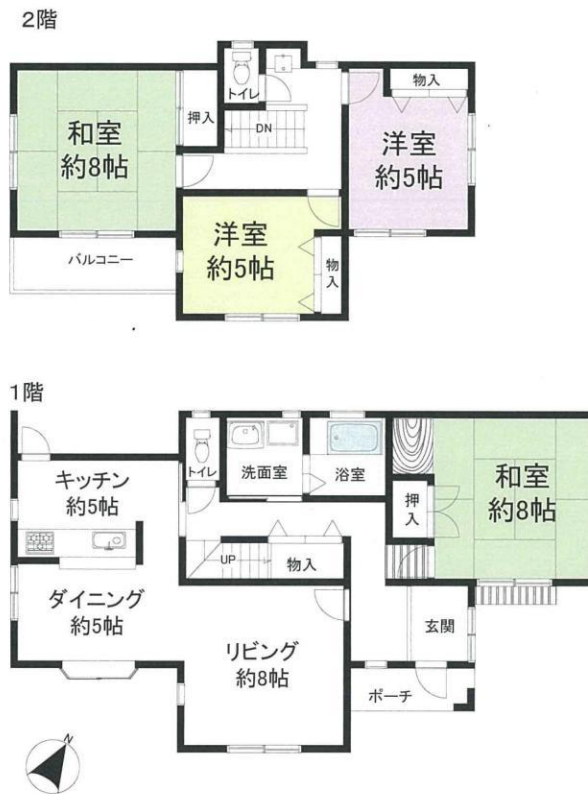 2階
トイレ
物入
和室
約8帖
押入
DN
洋室
約5帖
洋室
約5帖
物入
バルコニー
1階
キッチン
約5帖
トイレ
洗面室
浴室
和室
約8帖
押入
UP
物入
ダイニング
約5帖
リビング
約8帖
玄関
ポーチ
N